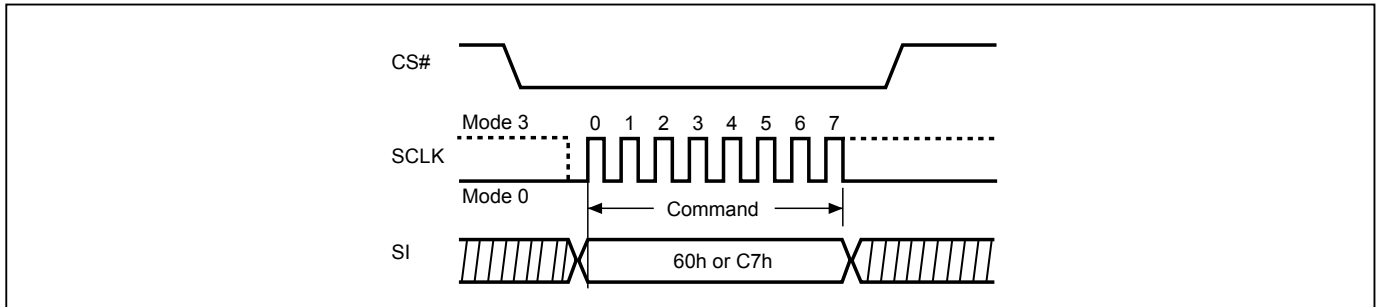 CS#
Mode 3 0 1 2 3 4 5 6 7
SCLK
Mode 0
Command
SI
60h or C7h